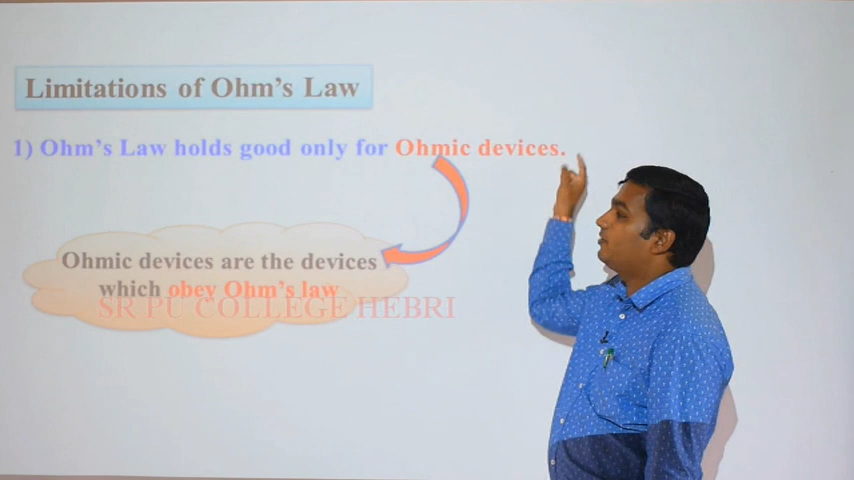 Limitations of Ohm's Law
1) Ohm's Law holds good only for Ohmic devices.
Ohmic devices are the devices
which obey Ohm's law
SR PU COLLEGE HEBRI